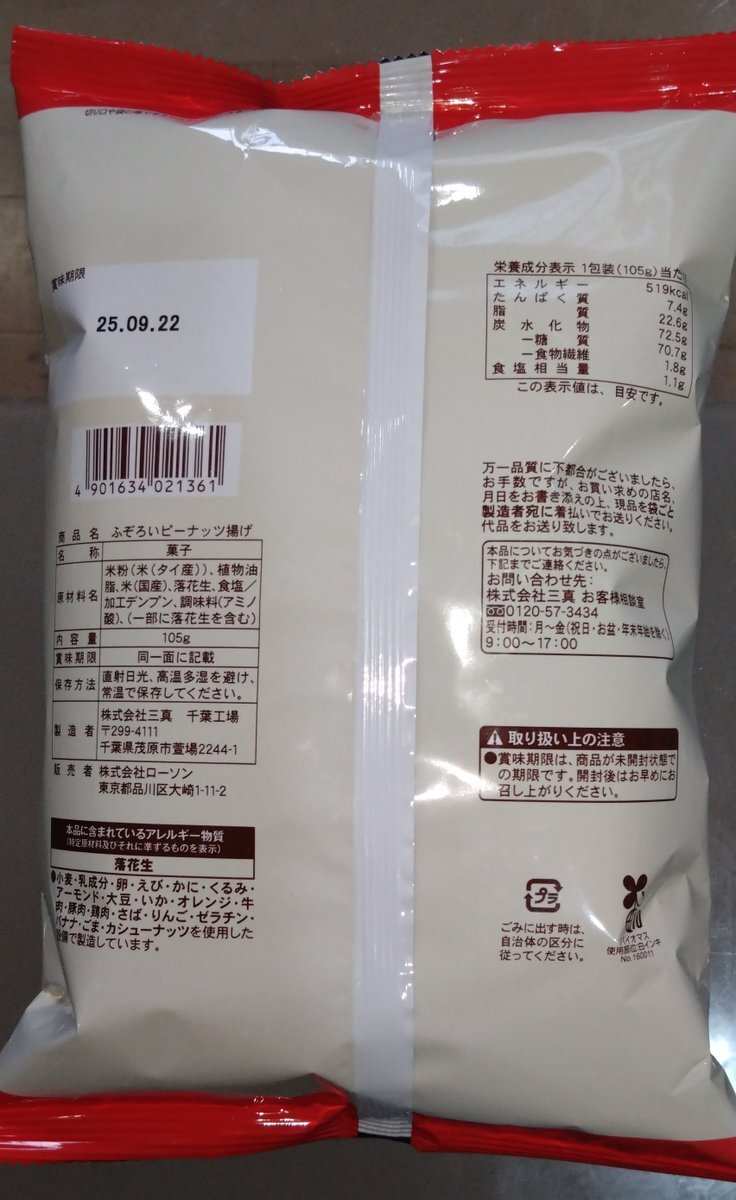 賞味期限
25.09.22
4 901634 021361
商品名 ふぞろいピーナッツ揚げ
名称 菓子
原材料名 米粉(米(タイ産))、植物油
脂、米(国産)、落花生、食塩/
加工デンプン、調味料(アミノ
酸)、(一部に落花生を含む)
内容量 105g
賞味期限 同一面に記載
保存方法 直射日光、高温多湿を避け、
常温で保存してください。
製造者 株式会社三真 千葉工場
〒299-4111
千葉県茂原市萱場2244-1
販売者 株式会社ローソン
東京都品川区大崎1-11-2
本品に含まれているアレルギー物質
(特定原材料及びそれに準ずるものを表示)
落花生
●小麦・乳成分・卵・えび・かに・くるみ・
アーモンド・大豆・いか・オレンジ・牛
肉・豚肉・鶏肉・さば・りんご・ゼラチン・
バナナ・ごま・カシューナッツを使用した
設備で製造しています。
栄養成分表示 1包装(105g)当たり
エネルギー 519kcal
たんぱく質 7.4g
脂質 22.6g
炭水化物 72.5g
ー糖質 70.7g
ー食物繊維 1.8g
食塩相当量 1.1g
この表示値は、目安です。
万一品質に不都合がございましたら、
お手数ですが、お買い求めの店名、
月日をお書き添えの上、現品を袋ごと
製造者宛に着払いでお送りください。
代品をお送り致します。
本品についてお気づきの点がございましたら、
下記までご連絡ください。
お問い合わせ先:
株式会社三真 お客様相談室
0120-57-3434
受付時間:月〜金(祝日・お盆・年末年始を除く)
9:00〜17:00
取り扱い上の注意
●賞味期限は、商品が未開封状態で
の期限です。開封後はお早めにお
召し上がりください。
プラ
ごみに出す時は、
自治体の区分に
従ってください。
バイオマス
使用部位:白インキ
No.160011